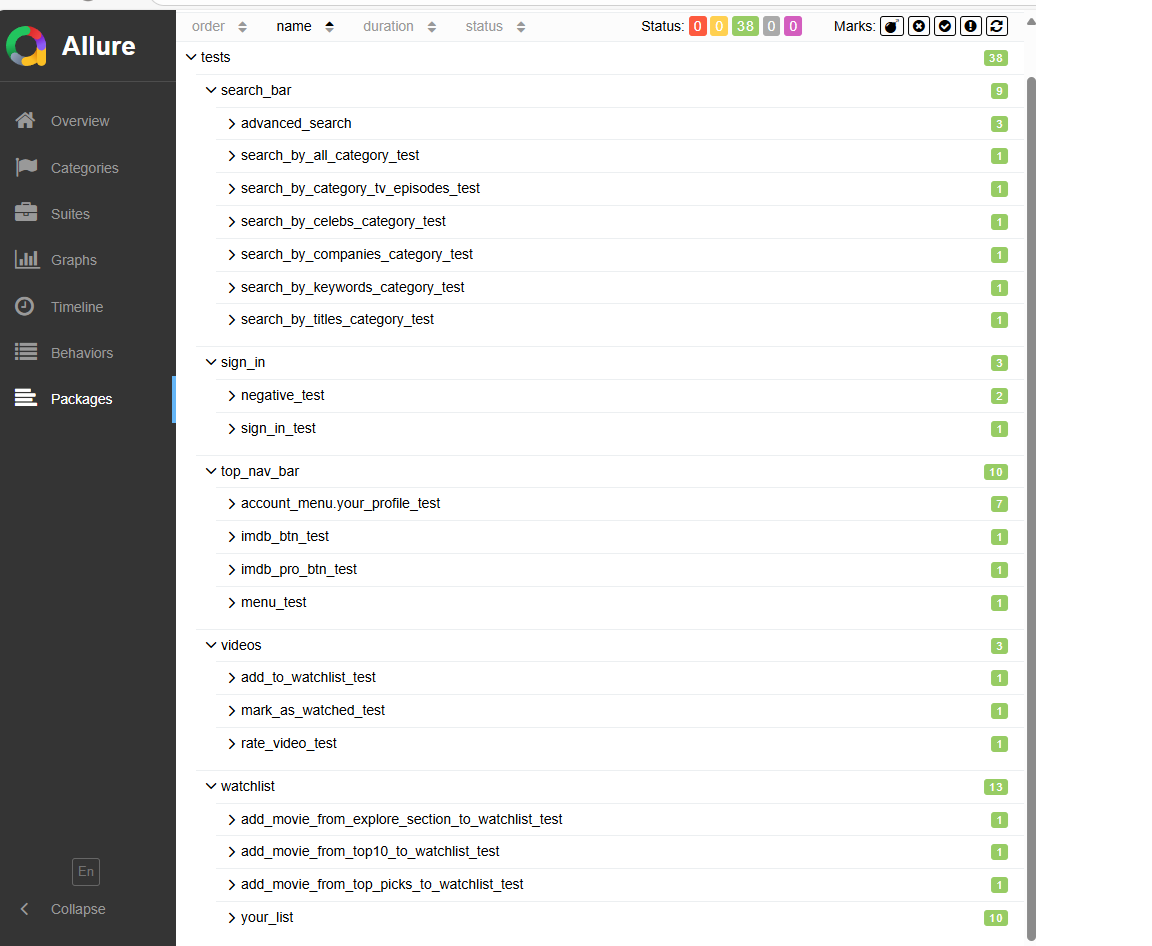 Allure
Overview
Categories
Suites
Graphs
Timeline
Behaviors
Packages
En
Collapse
order name duration status Status: 0 0 38 0 0 Marks:
tests 38
search_bar 9
advanced_search 3
search_by_all_category_test 1
search_by_category_tv_episodes_test 1
search_by_celebs_category_test 1
search_by_companies_category_test 1
search_by_keywords_category_test 1
search_by_titles_category_test 1
sign_in 3
negative_test 2
sign_in_test 1
top_nav_bar 10
account_menu.your_profile_test 7
imdb_btn_test 1
imdb_pro_btn_test 1
menu_test 1
videos 3
add_to_watchlist_test 1
mark_as_watched_test 1
rate_video_test 1
watchlist 13
add_movie_from_explore_section_to_watchlist_test 1
add_movie_from_top10_to_watchlist_test 1
add_movie_from_top_picks_to_watchlist_test 1
your_list 10